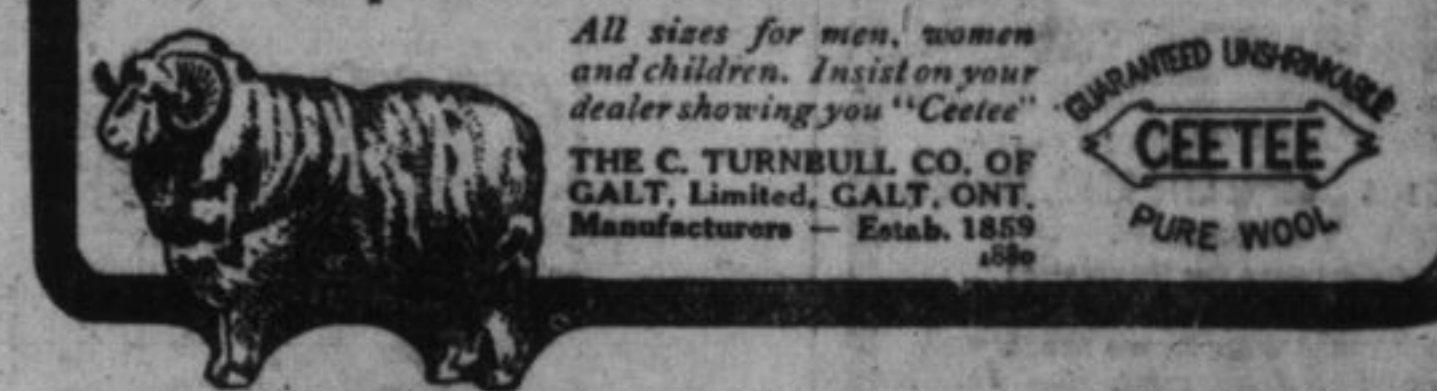 All sizes for men, women
and children. Insist on your
dealer showing you "Ceetee"
THE C. TURNBULL CO. OF
GALT, Limited, GALT, ONT.
Manufacturers — Estab. 1859
1880
GUARANTEED UNSHRINKABLE
CEETEE
PURE WOOL